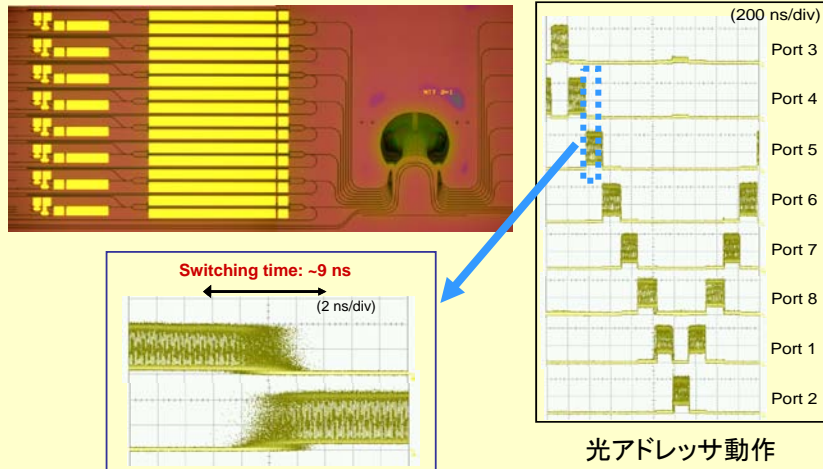 (200 ns/div)
Port 3
Port 4
Port 5
Port 6
Port 7
Port 8
Port 1
Port 2
光アドレッサ動作
Switching time: ~9 ns
(2 ns/div)